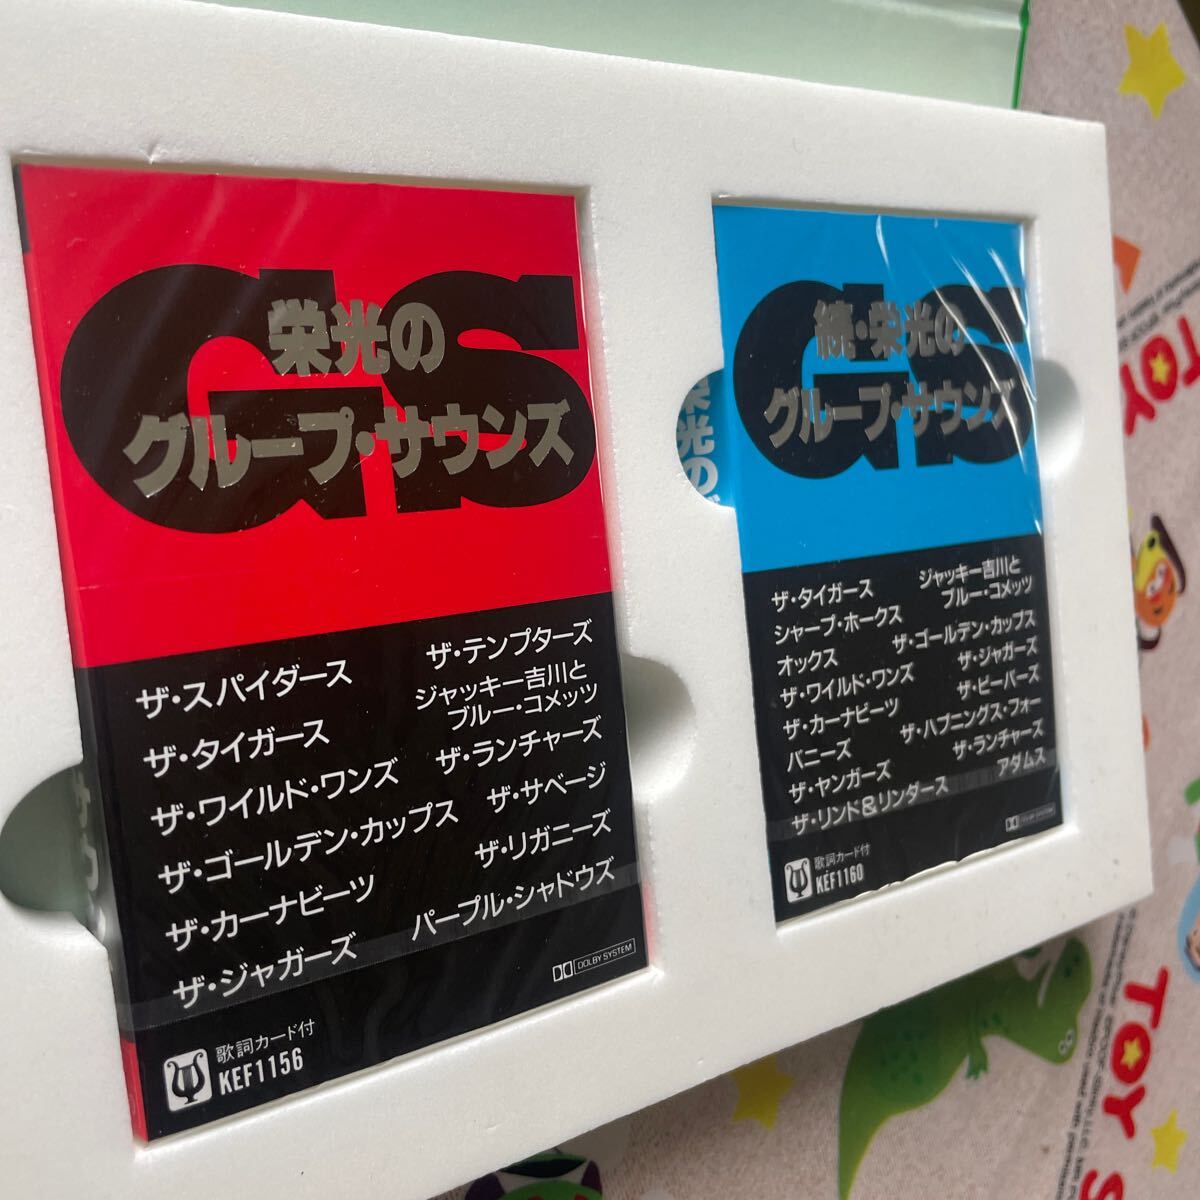 GS
栄光の
グループ・サウンズ
ザ・スパイダース
ザ・タイガース
ザ・ワイルド・ワンズ
ザ・ゴールデン・カップス
ザ・カーナビーツ
ザ・ジャガーズ
ザ・テンプターズ
ジャッキー吉川と
ブルー・コメッツ
ザ・ランチャーズ
ザ・サベージ
ザ・リガニーズ
パープル・シャドウズ
DOLBY SYSTEM
歌詞カード付
KEF1156
栄光の
GS
続・栄光の
グループ・サウンズ
ザ・タイガース
シャープ・ホークス
オックス
ザ・ワイルド・ワンズ
ザ・カーナビーツ
バニーズ
ザ・ヤンガーズ
ザ・リンド&リンダース
ジャッキー吉川と
ブルー・コメッツ
ザ・ゴールデン・カップス
ザ・ジャガーズ
ザ・ビーバーズ
ザ・ハプニングス・フォー
ザ・ランチャーズ
アダムス
DOLBY SYSTEM
歌詞カード付
KEF1160
TOY
TOY S